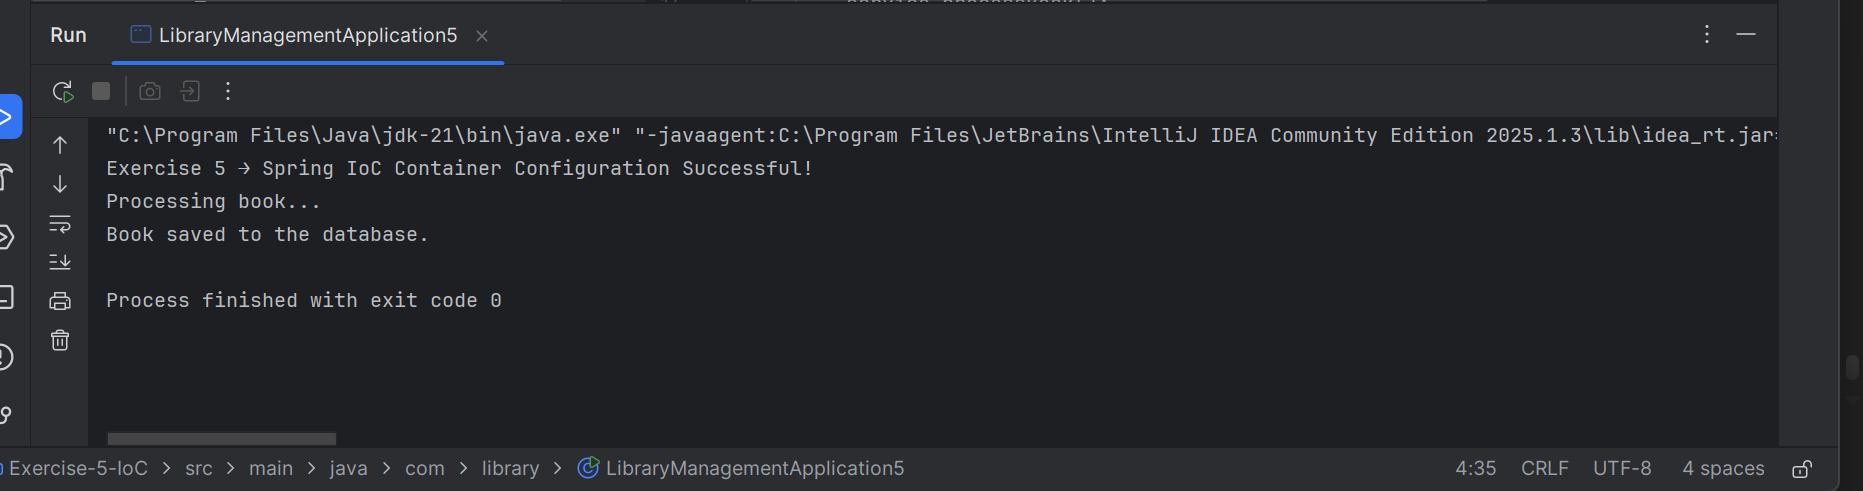 Run LibraryManagementApplication5
"C:\Program Files\Java\jdk-21\bin\java.exe" "-javaagent:C:\Program Files\JetBrains\IntelliJ IDEA Community Edition 2025.1.3\lib\idea_rt.jar=
Exercise 5 → Spring IoC Container Configuration Successful!
Processing book...
Book saved to the database.
Process finished with exit code 0
Exercise-5-IoC > src > main > java > com > library > LibraryManagementApplication5 4:35 CRLF UTF-8 4 spaces